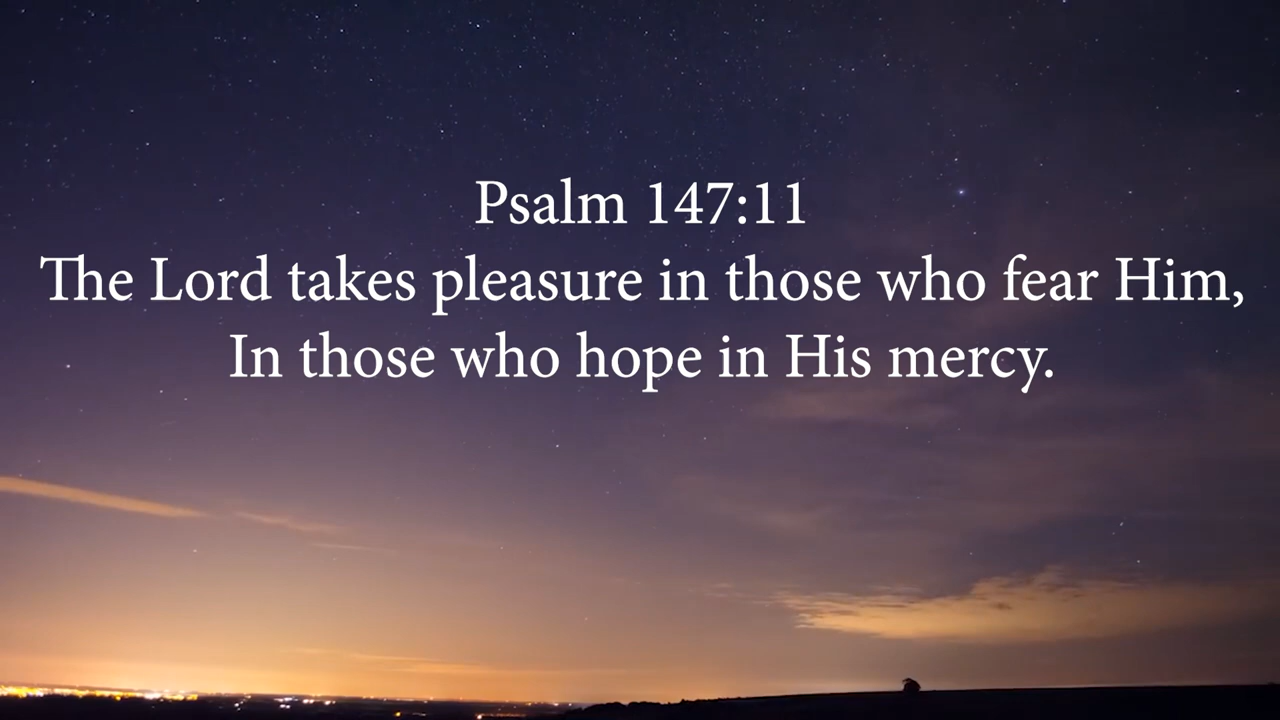 Psalm 147:11
The Lord takes pleasure in those who fear Him,
In those who hope in His mercy.